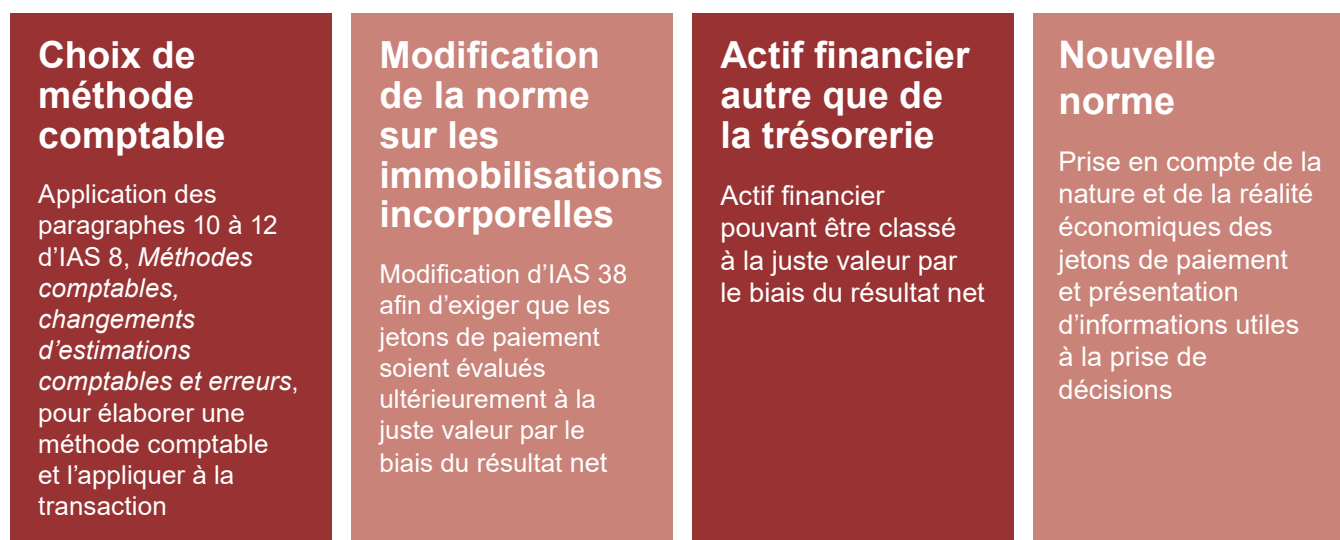 Choix de
méthode
comptable
Application des
paragraphes 10 à 12
d’IAS 8, Méthodes
comptables,
changements
d’estimations
comptables et erreurs,
pour élaborer une
méthode comptable
et l’appliquer à la
transaction
Modification
de la norme
sur les
immobilisations
incorporelles
Modification d’IAS 38
afin d’exiger que les
jetons de paiement
soient évalués
ultérieurement à la
juste valeur par le
biais du résultat net
Actif financier
autre que de
la trésorerie
Actif financier
pouvant être classé
à la juste valeur par
le biais du résultat net
Nouvelle
norme
Prise en compte de la
nature et de la réalité
économiques des
jetons de paiement
et présentation
d’informations utiles
à la prise de
décisions